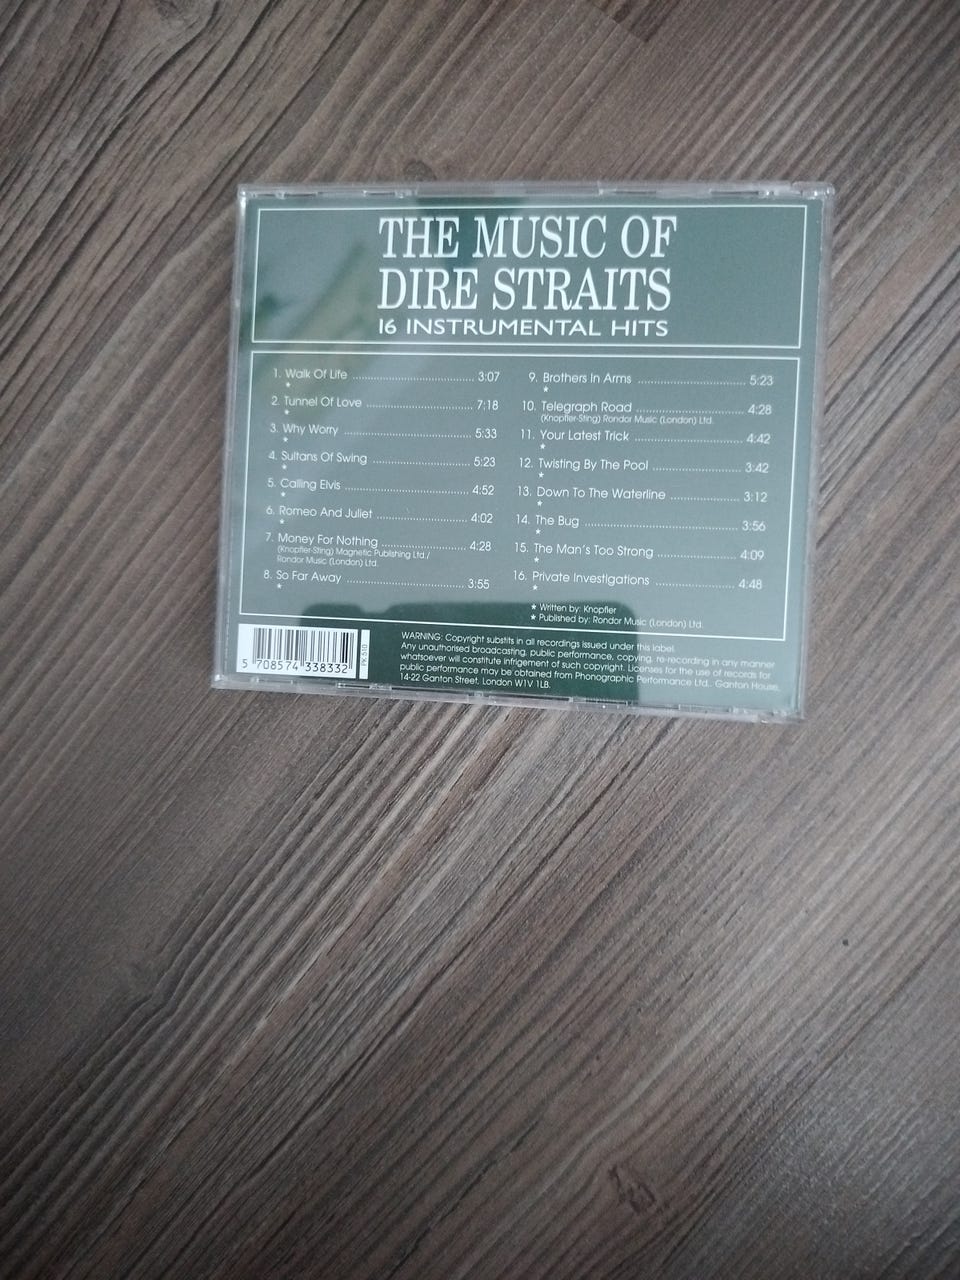 THE MUSIC OF
DIRE STRAITS
16 INSTRUMENTAL HITS
1. Walk Of Life ........................................ 3:07
*
2. Tunnel Of Love ................................... 7:18
*
3. Why Worry .......................................... 5:33
*
4. Sultans Of Swing ................................. 5:23
*
5. Calling Elvis ......................................... 4:52
*
6. Romeo And Juliet .............................. 4:02
*
7. Money For Nothing ............................ 4:28
(Knopfler-Sting) Magnetic Publishing Ltd./
Rondor Music (London) Ltd.
8. So Far Away ....................................... 3:55
*
9. Brothers In Arms ................................... 5:23
*
10. Telegraph Road ................................... 4:28
(Knopfler-Sting) Rondor Music (London) Ltd.
11. Your Latest Trick ................................... 4:42
*
12. Twisting By The Pool .............................. 3:42
*
13. Down To The Waterline ........................ 3:12
*
14. The Bug ................................................. 3:56
*
15. The Man's Too Strong ........................... 4:09
*
16. Private Investigations ........................... 4:48
*
* Written by: Knopfler
* Published by: Rondor Music (London) Ltd.
5 708574 338332
WARNING: Copyright substits in all recordings issued under this label.
Any unauthorised broadcasting, public performance, copying, re-recording in any manner
whatsoever will constitute infrigement of such copyright. Licenses for the use of records for
public performance may be obtained from Phonographic Performance Ltd.. Ganton House,
14-22 Ganton Street, London W1V 1LB.